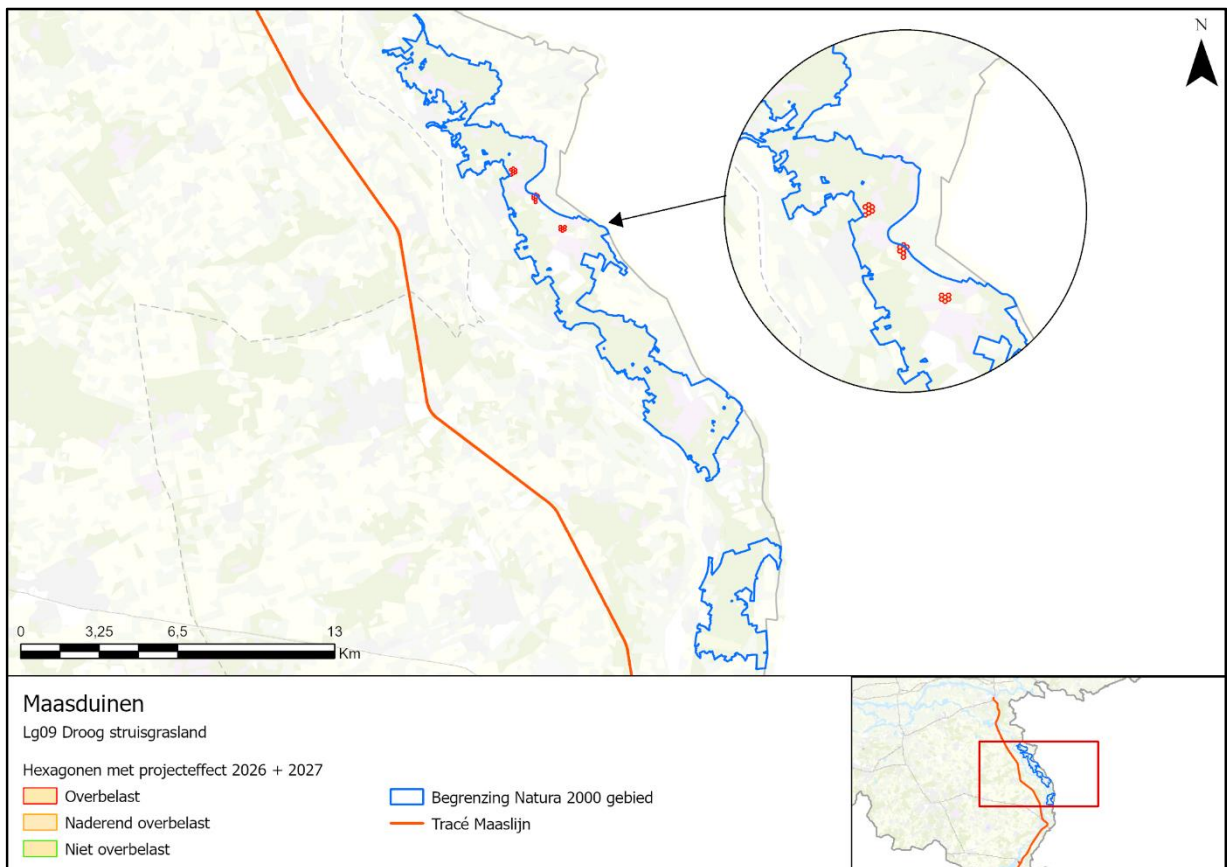 N
0 3,25 6,5 13
Km
Maasduinen
Lg09 Droog struisgrasland
Hexagonen met projecteffect 2026 + 2027
Overbelast
Naderend overbelast
Niet overbelast
Begrenzing Natura 2000 gebied
Tracé Maaslijn